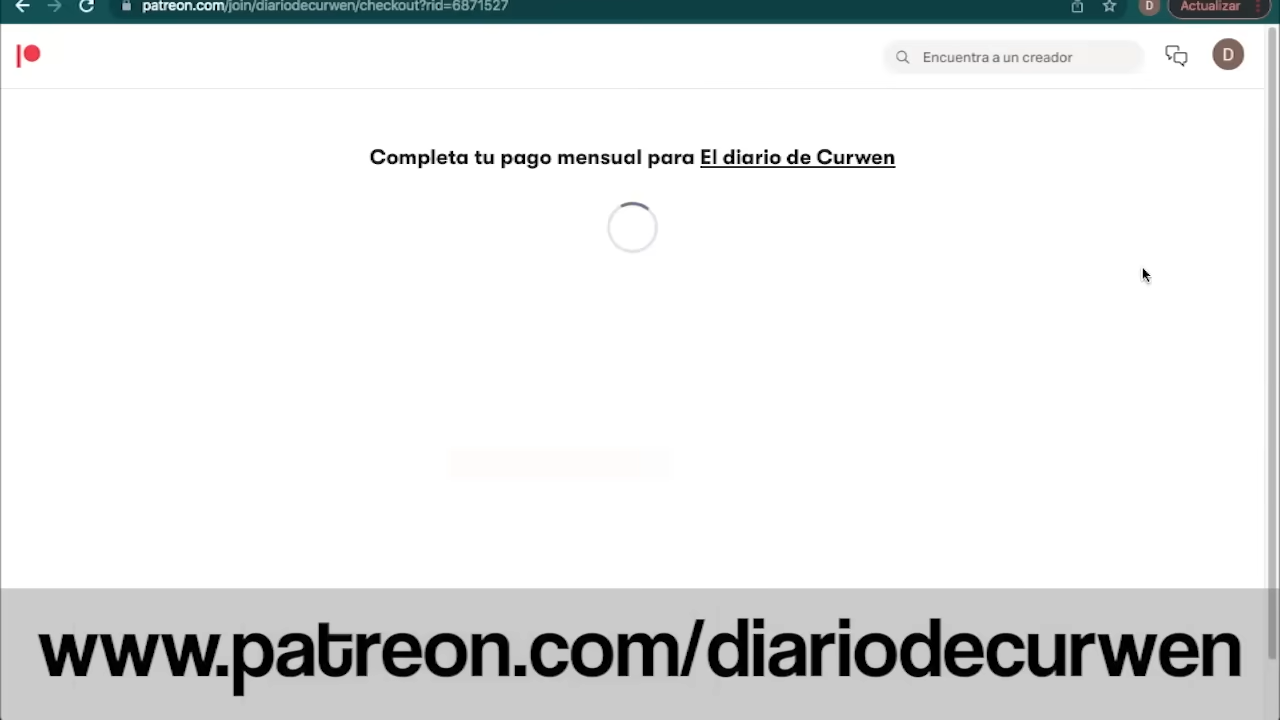 patreon.com/join/diariodecurwen/checkout?rid=6871527
D
Actualizar
Encuentra a un creador
D
Completa tu pago mensual para El diario de Curwen
www.patreon.com/diariodecurwen